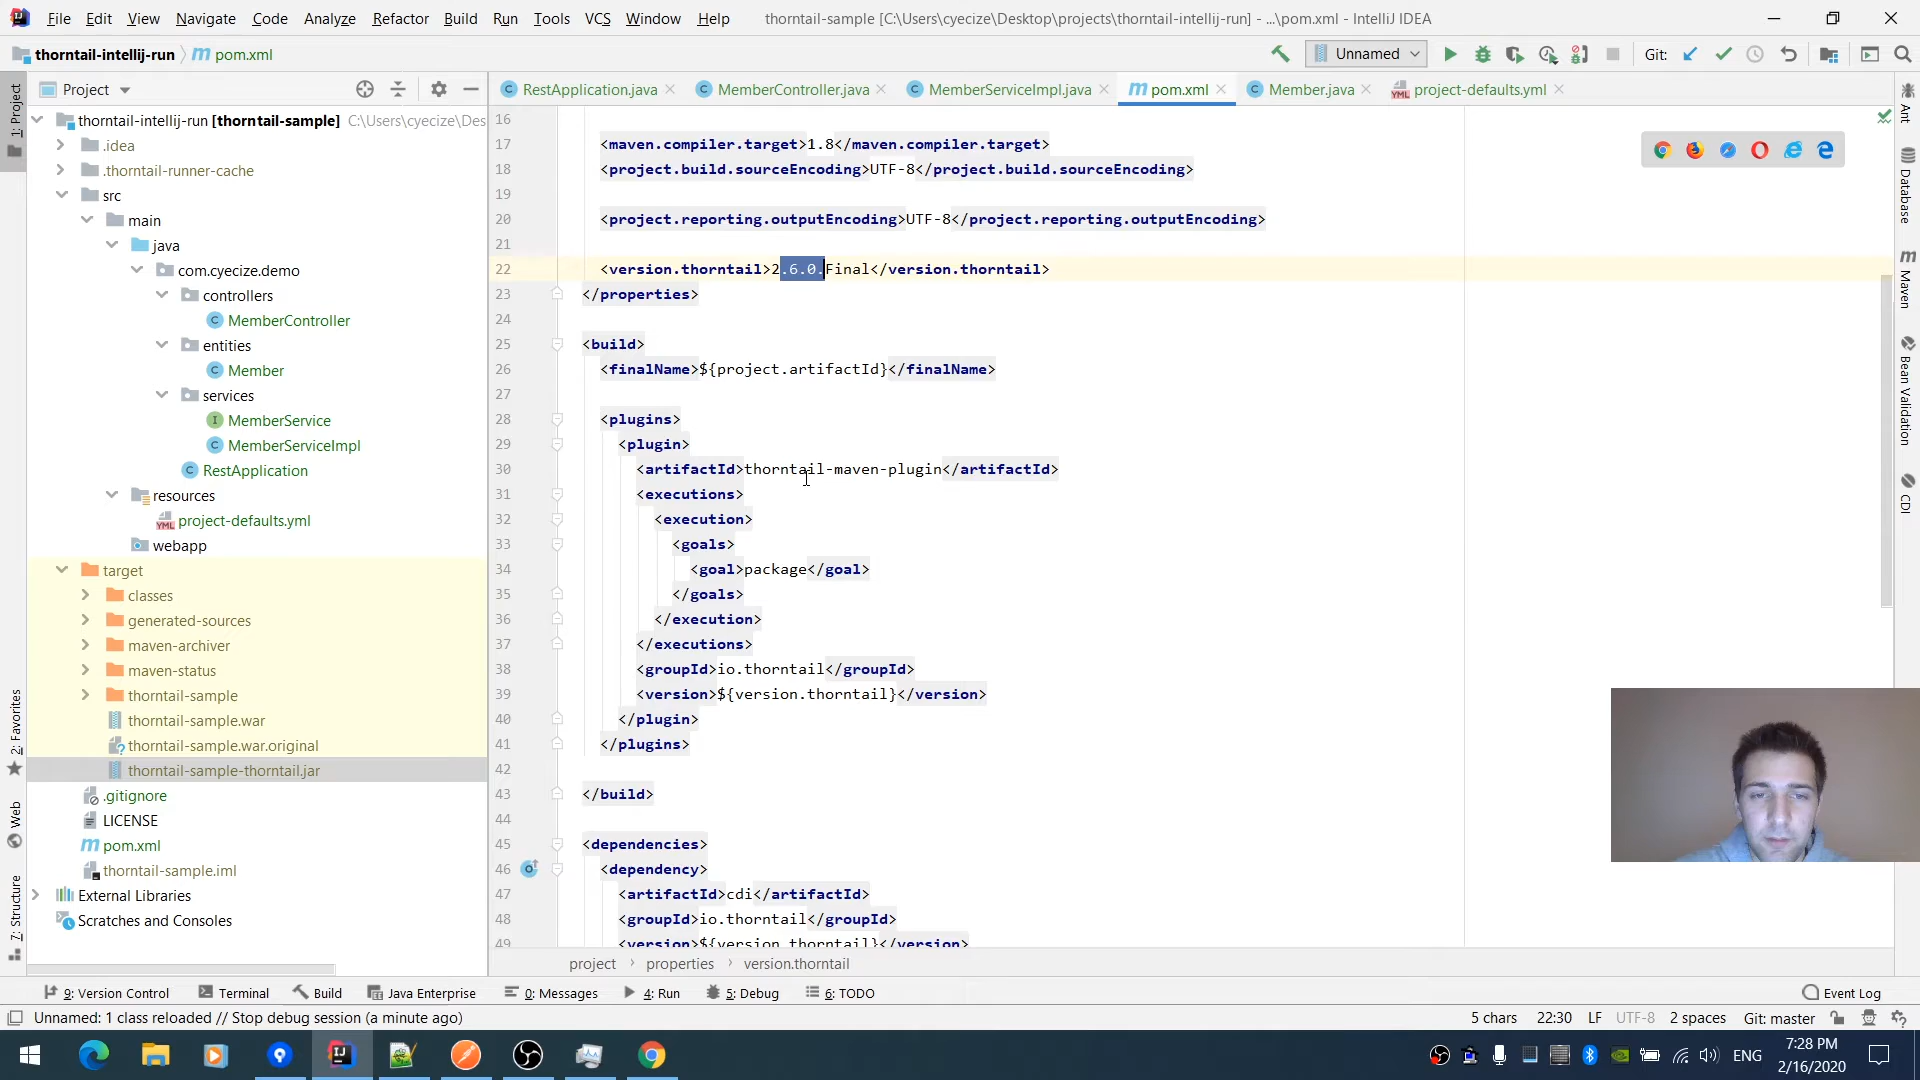 File Edit View Navigate Code Analyze Refactor Build Run Tools VCS Window Help thorntail-sample [C:\Users\cyecize\Desktop\projects\thorntail-intellij-run] - ...\pom.xml - IntelliJ IDEA
thorntail-intellij-run pom.xml Unnamed Git:
Project RestApplication.java MemberController.java MemberServiceImpl.java pom.xml Member.java project-defaults.yml
1: Project
2: Favorites
Web
7: Structure
thorntail-intellij-run [thorntail-sample] C:\Users\cyecize\Des
.idea
.thorntail-runner-cache
src
main
java
com.cyecize.demo
controllers
MemberController
entities
Member
services
MemberService
MemberServiceImpl
RestApplication
resources
project-defaults.yml
webapp
target
classes
generated-sources
maven-archiver
maven-status
thorntail-sample
thorntail-sample.war
thorntail-sample.war.original
thorntail-sample-thorntail.jar
.gitignore
LICENSE
pom.xml
thorntail-sample.iml
External Libraries
Scratches and Consoles
16
17 <maven.compiler.target>1.8</maven.compiler.target>
18 <project.build.sourceEncoding>UTF-8</project.build.sourceEncoding>
19
20 <project.reporting.outputEncoding>UTF-8</project.reporting.outputEncoding>
21
22 <version.thorntail>2.6.0.Final</version.thorntail>
23 </properties>
24
25 <build>
26 <finalName>${project.artifactId}</finalName>
27
28 <plugins>
29 <plugin>
30 <artifactId>thorntail-maven-plugin</artifactId>
31 <executions>
32 <execution>
33 <goals>
34 <goal>package</goal>
35 </goals>
36 </execution>
37 </executions>
38 <groupId>io.thorntail</groupId>
39 <version>${version.thorntail}</version>
40 </plugin>
41 </plugins>
42
43 </build>
44
45 <dependencies>
46 <dependency>
47 <artifactId>cdi</artifactId>
48 <groupId>io.thorntail</groupId>
49 <version>${version.thorntail}</version>
Ant
Database
Maven
Bean Validation
CDI
project properties version.thorntail
9: Version Control Terminal Build Java Enterprise 0: Messages 4: Run 5: Debug 6: TODO Event Log
Unnamed: 1 class reloaded // Stop debug session (a minute ago) 5 chars 22:30 LF UTF-8 2 spaces Git: master
ENG 7:28 PM
2/16/2020